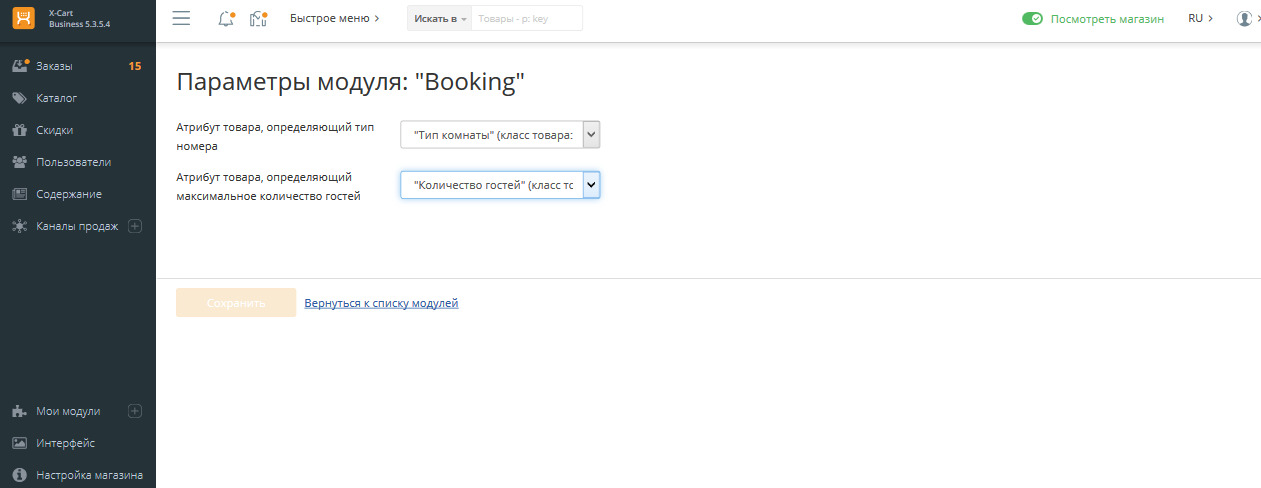 X-Cart
Business 5.3.5.4
Быстрое меню
Искать в
Товары - p: key
Посмотреть магазин
RU
Заказы 15
Каталог
Скидки
Пользователи
Содержание
Каналы продаж
Мои модули
Интерфейс
Настройка магазина
Параметры модуля: "Booking"
Атрибут товара, определяющий тип
номера
"Тип комнаты" (класс товара:
Атрибут товара, определяющий
максимальное количество гостей
"Количество гостей" (класс тс
Сохранить
Вернуться к списку модулей